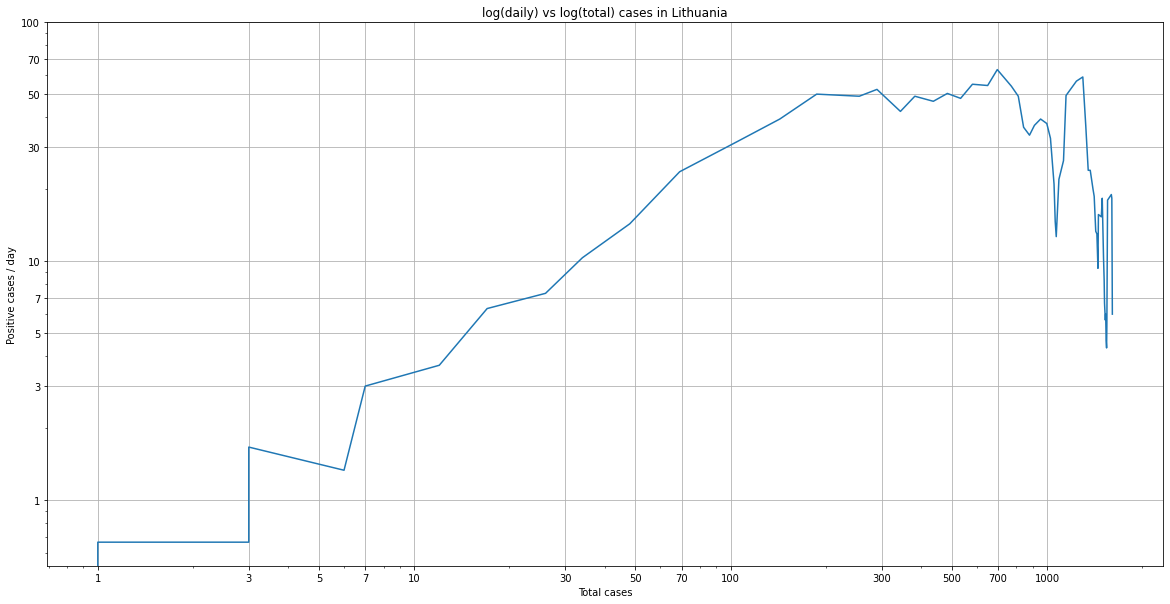 log(daily) vs log(total) cases in Lithuania
Positive cases / day
100
70
50
30
10
7
5
3
1
1 3 5 7 10 30 50 70 100 300 500 700 1000
Total cases